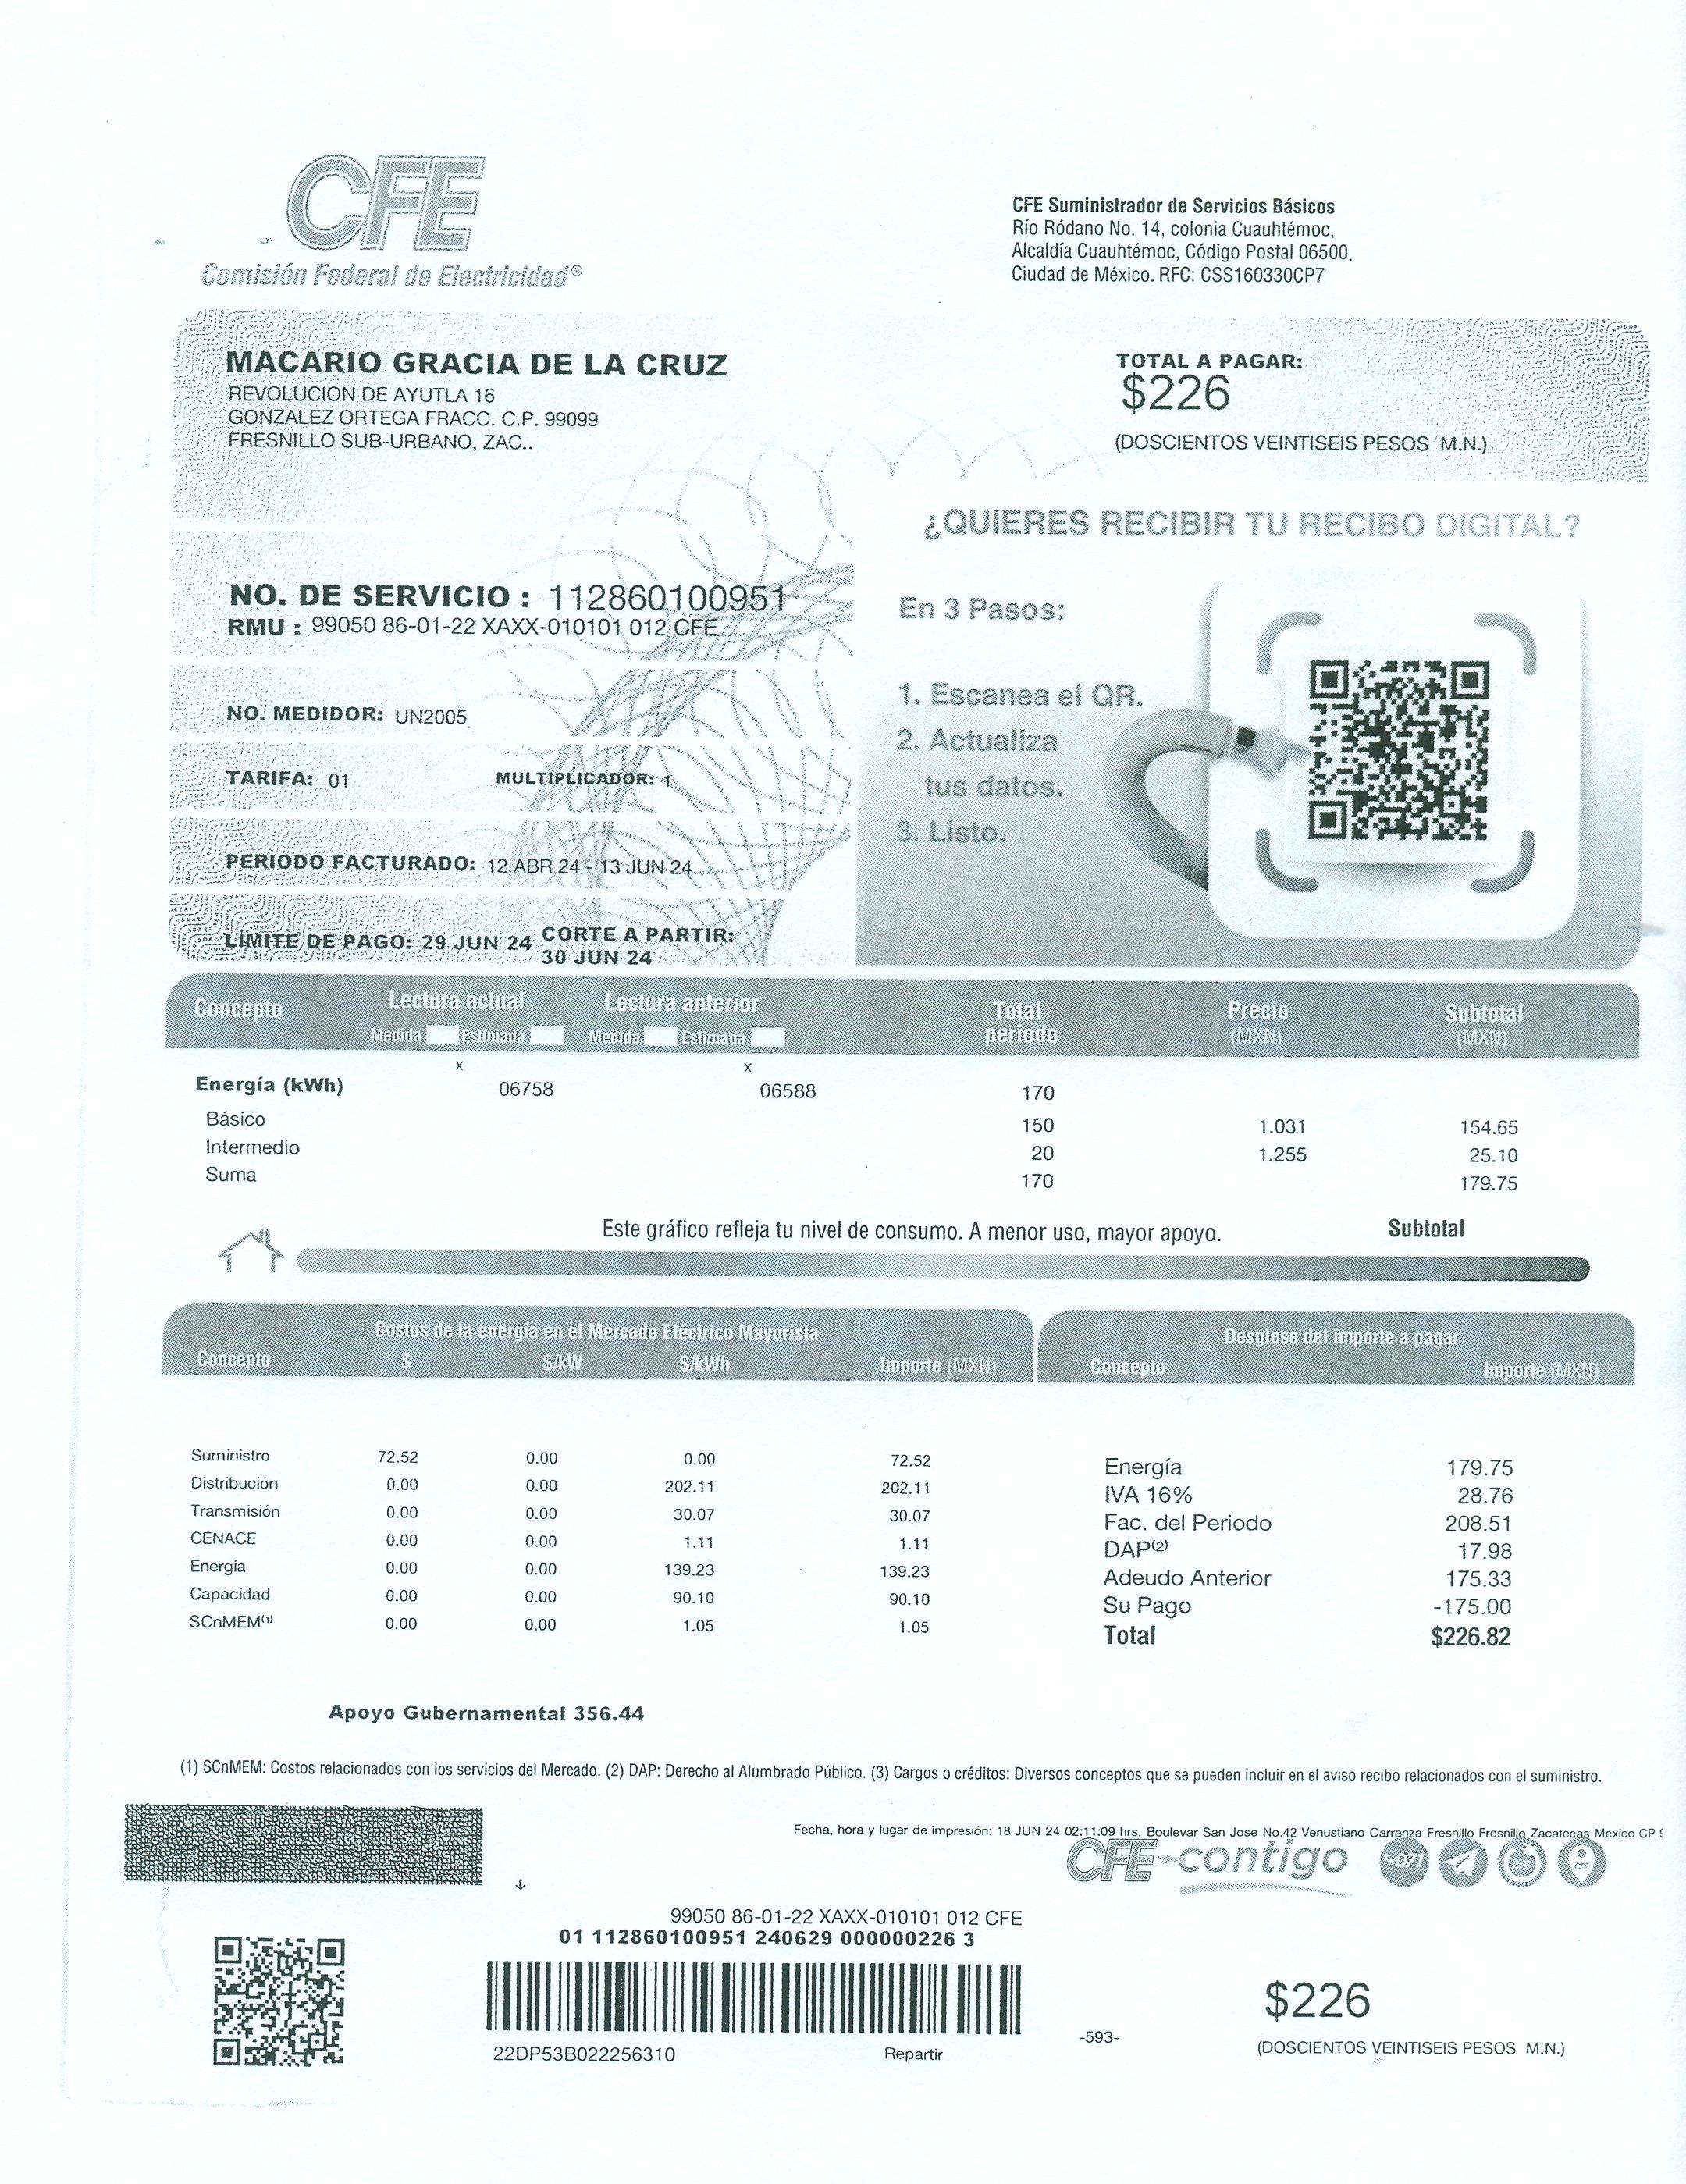 CFE
Comisión Federal de Electricidad®
CFE Suministrador de Servicios Básicos
Río Ródano No. 14, colonia Cuauhtémoc,
Alcaldía Cuauhtémoc, Código Postal 06500,
Ciudad de México. RFC: CSS160330CP7
MACARIO GRACIA DE LA CRUZ
REVOLUCION DE AYUTLA 16
GONZALEZ ORTEGA FRACC. C.P. 99099
FRESNILLO SUB-URBANO, ZAC..
TOTAL A PAGAR:
$226
(DOSCIENTOS VEINTISEIS PESOS M.N.)
NO. DE SERVICIO : 112860100951
RMU : 99050 86-01-22 XAXX-010101 012 CFE
NO. MEDIDOR: UN2005
TARIFA: 01 MULTIPLICADOR: 1
PERIODO FACTURADO: 12 ABR 24 - 13 JUN 24
LÍMITE DE PAGO: 29 JUN 24 CORTE A PARTIR:
30 JUN 24
¿QUIERES RECIBIR TU RECIBO DIGITAL?
En 3 Pasos:
1. Escanea el QR.
2. Actualiza
tus datos.
3. Listo.
Concepto Lectura actual Lectura anterior Total Precio Subtotal
Medida Estimada Medida Estimada periodo (MXN) (MXN)
x x
Energía (kWh) 06758 06588 170
Básico 150 1.031 154.65
Intermedio 20 1.255 25.10
Suma 170 179.75
Este gráfico refleja tu nivel de consumo. A menor uso, mayor apoyo. Subtotal
Costos de la energía en el Mercado Eléctrico Mayorista
Concepto $ $/kW $/kWh Importe (MXN)
Suministro 72.52 0.00 0.00 72.52
Distribución 0.00 0.00 202.11 202.11
Transmisión 0.00 0.00 30.07 30.07
CENACE 0.00 0.00 1.11 1.11
Energía 0.00 0.00 139.23 139.23
Capacidad 0.00 0.00 90.10 90.10
SCnMEM(1) 0.00 0.00 1.05 1.05
Desglose del importe a pagar
Concepto Importe (MXN)
Energía 179.75
IVA 16% 28.76
Fac. del Periodo 208.51
DAP(2) 17.98
Adeudo Anterior 175.33
Su Pago -175.00
Total $226.82
Apoyo Gubernamental 356.44
(1) SCnMEM: Costos relacionados con los servicios del Mercado. (2) DAP: Derecho al Alumbrado Público. (3) Cargos o créditos: Diversos conceptos que se pueden incluir en el aviso recibo relacionados con el suministro.
Fecha, hora y lugar de impresión: 18 JUN 24 02:11:09 hrs. Boulevar San Jose No.42 Venustiano Carranza Fresnillo Fresnillo, Zacatecas Mexico CP
CFE contigo 071
99050 86-01-22 XAXX-010101 012 CFE
01 112860100951 240629 000000226 3
22DP53B022256310 Repartir
-593-
$226
(DOSCIENTOS VEINTISEIS PESOS M.N.)